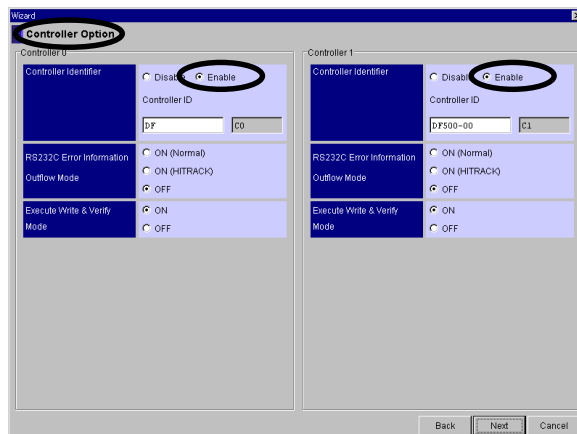 Wizard
Controller Option
Controller 0
Controller Identifier
Disable
Enable
Controller ID
DF
C0
RS232C Error Information
Outflow Mode
ON (Normal)
ON (HITRACK)
OFF
Execute Write & Verify
Mode
ON
OFF
Controller 1
Controller Identifier
Disable
Enable
Controller ID
DF500-00
C1
RS232C Error Information
Outflow Mode
ON (Normal)
ON (HITRACK)
OFF
Execute Write & Verify
Mode
ON
OFF
Back
Next
Cancel